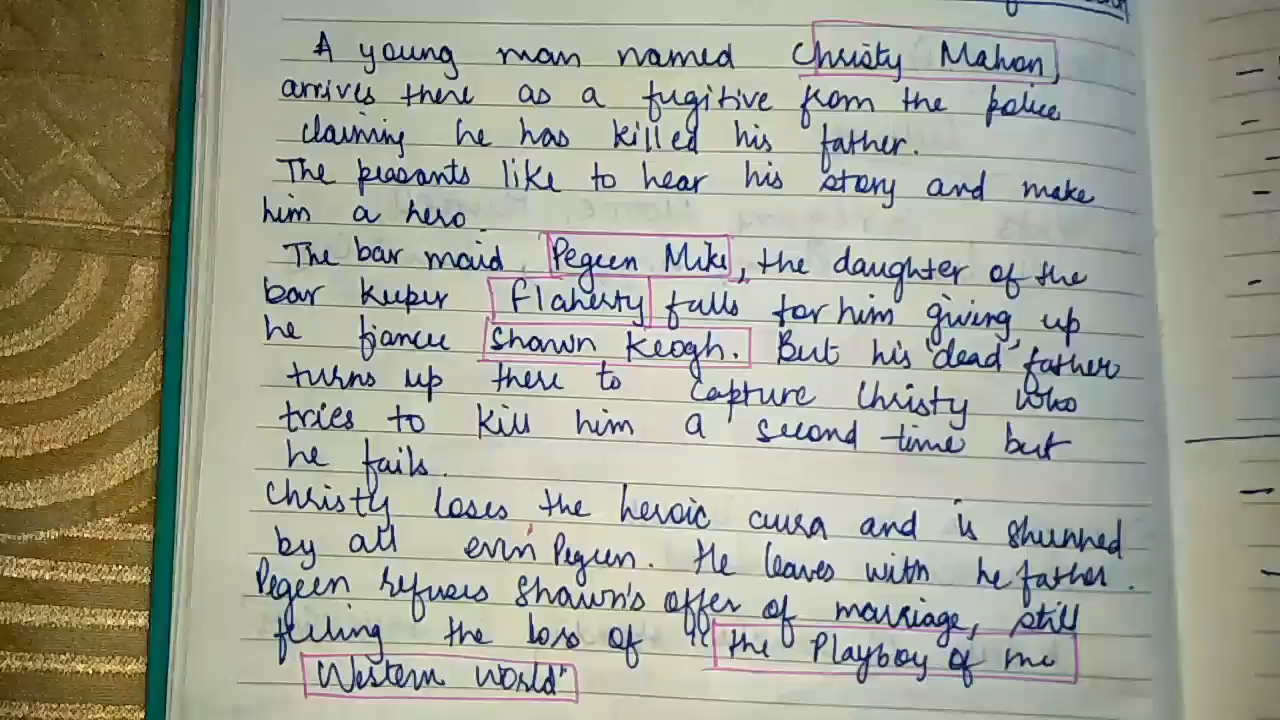 A young man named Christy Mahon
arrives there as a fugitive from the police
claiming he has killed his father.
The peasants like to hear his story and make
him a hero.
The bar maid, Pegeen Mike, the daughter of the
bar keeper Flaherty falls for him giving up
he fiancee Shawn Keogh. But his 'dead' father
turns up there to capture Christy who
tries to kill him a second time but
he fails.
Christy loses the heroic aura and is shunned
by all even Pegeen. He leaves with he father.
Pegeen refuses Shawn's offer of marriage, still
feeling the loss of "the Playboy of the
Western World"